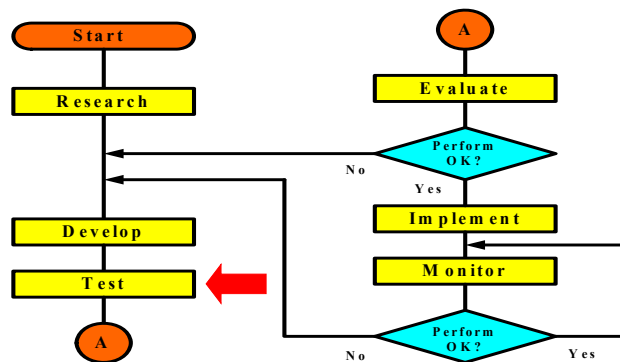 Start
Research
Develop
Test
A
A
Evaluate
Perform
OK?
No
Yes
Implement
Monitor
Perform
OK?
No
Yes